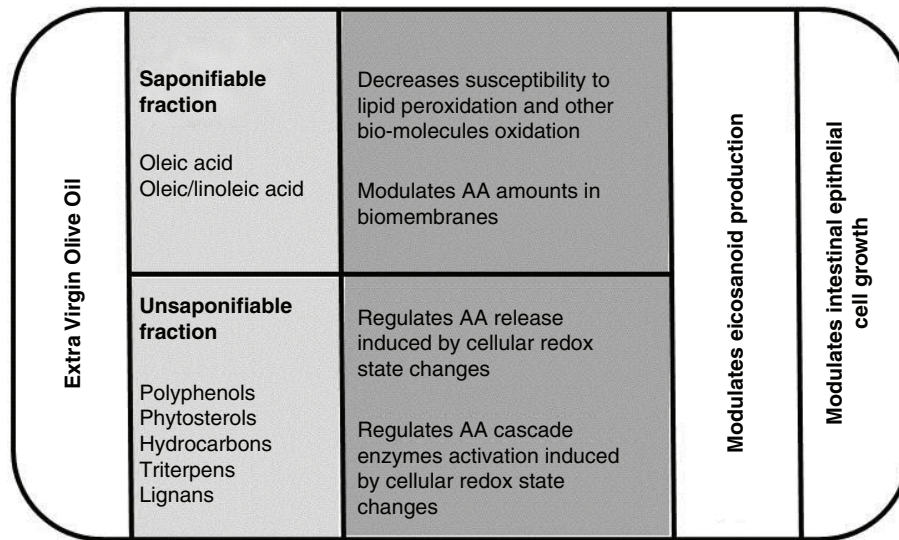 Extra Virgin Olive Oil
Saponifiable
fraction
Oleic acid
Oleic/linoleic acid
Decreases susceptibility to
lipid peroxidation and other
bio-molecules oxidation
Modulates AA amounts in
biomembranes
Unsaponifiable
fraction
Polyphenols
Phytosterols
Hydrocarbons
Triterpens
Lignans
Regulates AA release
induced by cellular redox
state changes
Regulates AA cascade
enzymes activation induced
by cellular redox state
changes
Modulates eicosanoid production
Modulates intestinal epithelial
cell growth